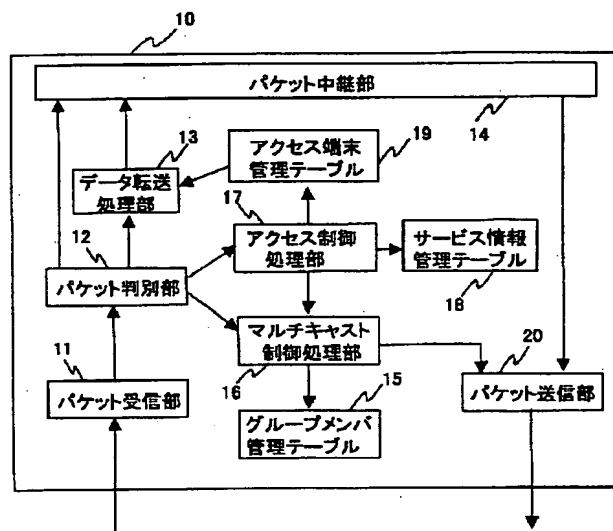 10
パケット中継部
14
13
データ転送
処理部
アクセス端末
管理テーブル
19
17
アクセス制御
処理部
サービス情報
管理テーブル
18
12
パケット判別部
マルチキャスト
制御処理部
16
20
パケット送信部
11
パケット受信部
15
グループメンバ
管理テーブル